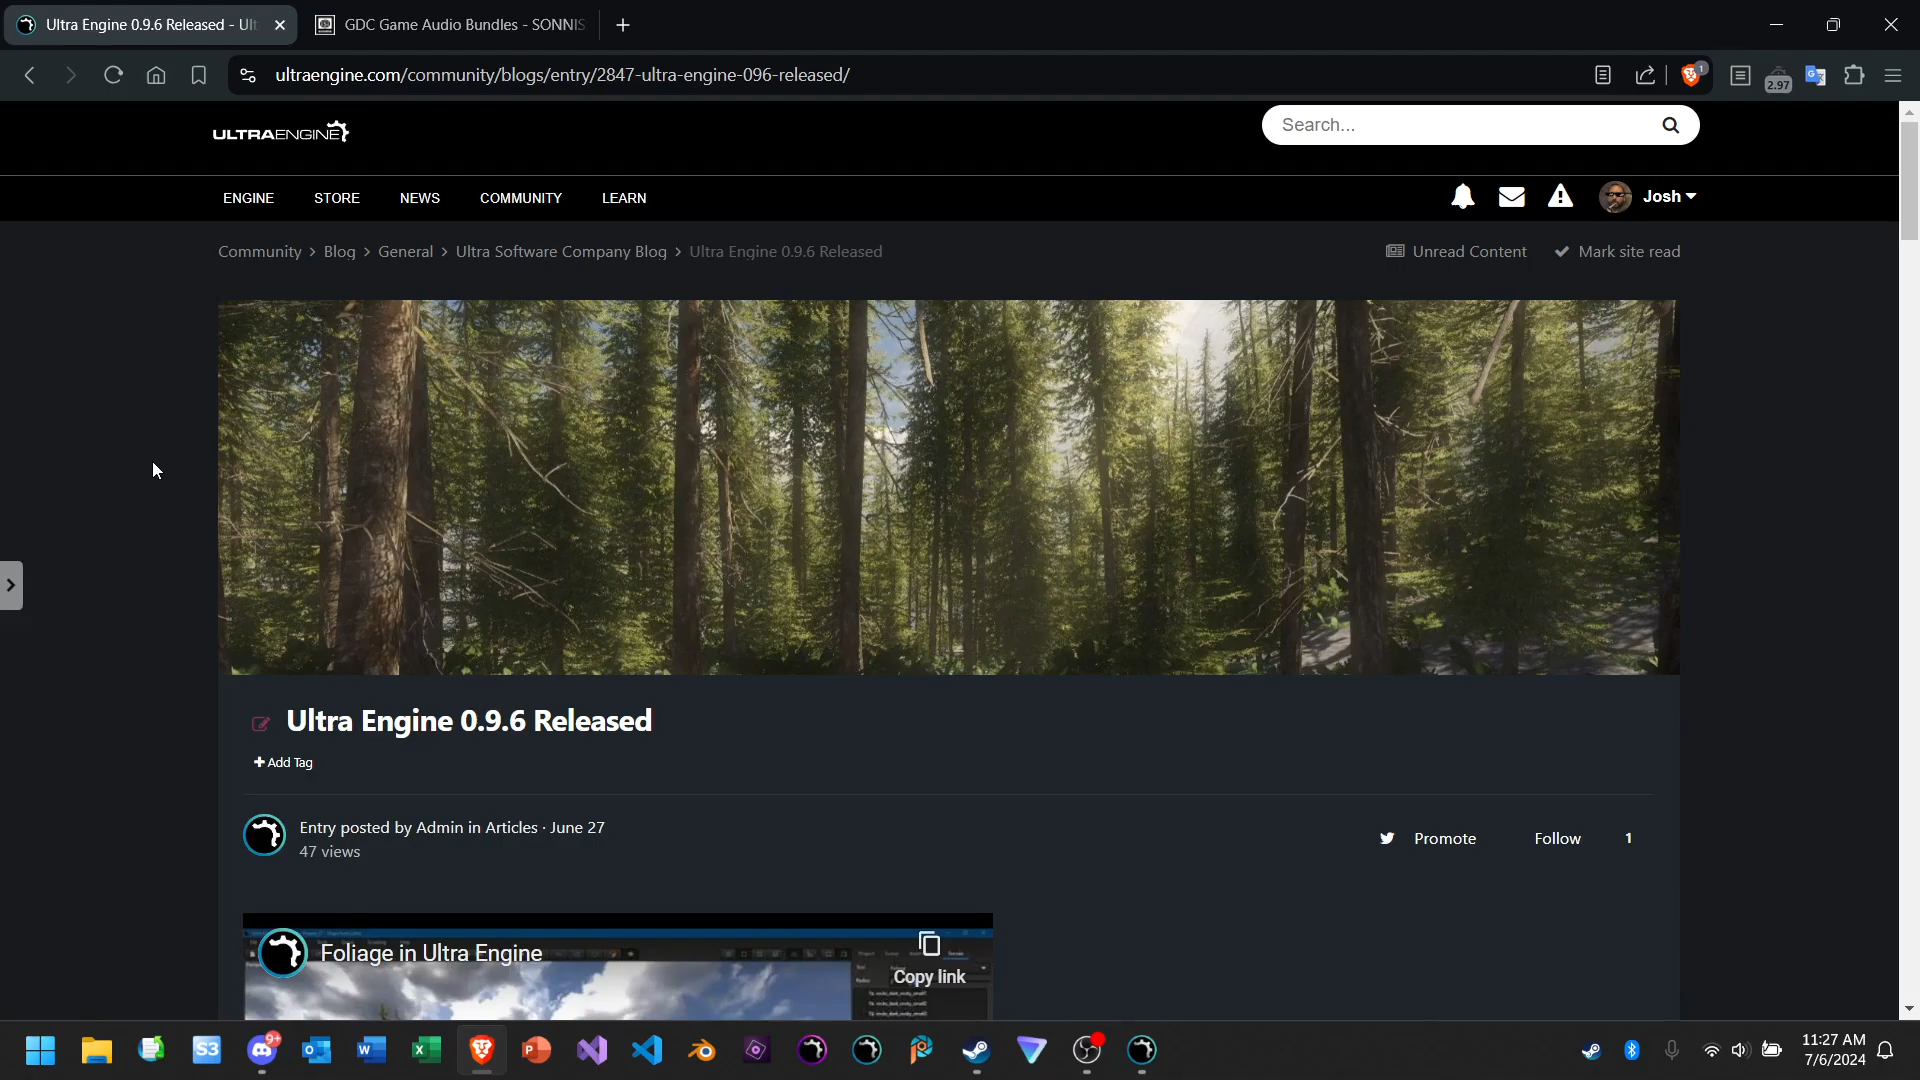 Ultra Engine 0.9.6 Released - Ult
GDC Game Audio Bundles - SONNIS
ultraengine.com/community/blogs/entry/2847-ultra-engine-096-released/
1
2.97
ULTRAENGINE
Search...
ENGINE STORE NEWS COMMUNITY LEARN
Josh
Community > Blog > General > Ultra Software Company Blog > Ultra Engine 0.9.6 Released
Unread Content Mark site read
Ultra Engine 0.9.6 Released
+ Add Tag
Entry posted by Admin in Articles · June 27
47 views
Promote Follow 1
Foliage in Ultra Engine
Copy link
S3
9+
11:27 AM
7/6/2024